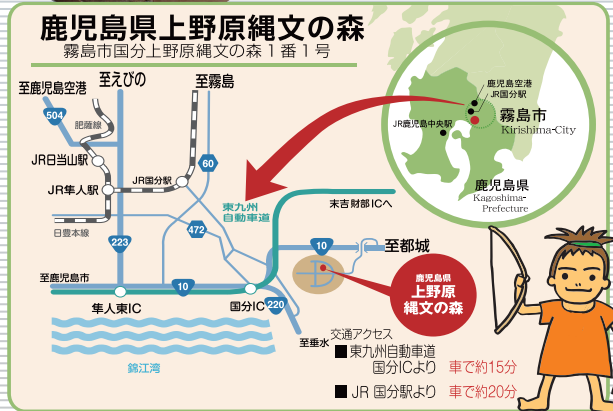 鹿児島県上野原縄文の森
霧島市国分上野原縄文の森1番1号
至鹿児島空港
至えびの
至霧島
504
肥薩線
60
JR日当山駅
JR隼人駅
JR国分駅
東九州
自動車道
末吉財部ICへ
日豊本線
472
223
10
至都城
至鹿児島市
10
隼人東IC
国分IC
220
至垂水
錦江湾
鹿児島県
上野原
縄文の森
鹿児島空港
JR国分駅
JR鹿児島中央駅
霧島市
Kirishima-City
鹿児島県
Kagoshima-
Prefecture
交通アクセス
■東九州自動車道
国分ICより 車で約15分
■JR 国分駅より 車で約20分